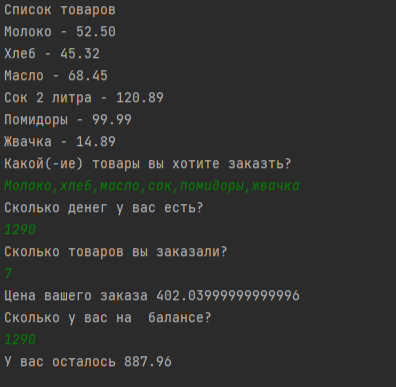 Список товаров
Молоко - 52.50
Хлеб - 45.32
Масло - 68.45
Сок 2 литра - 120.89
Помидоры - 99.99
Жвачка - 14.89
Какой(-ие) товары вы хотите заказть?
Молоко,хлеб,масло,сок,помидоры,жвачка
Сколько денег у вас есть?
1290
Сколько товаров вы заказали?
7
Цена вашего заказа 402.03999999999996
Сколько у вас на  балансе?
1290
У вас осталось 887.96